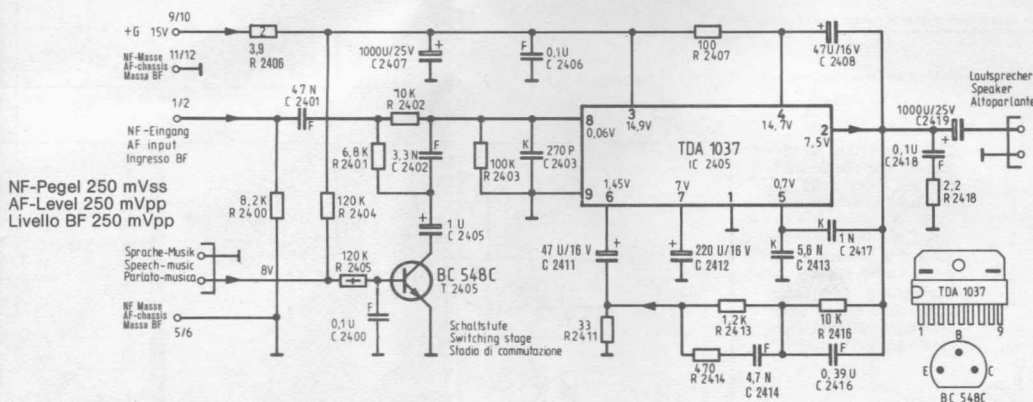 9/10
+G 15V
2
3,9
R 2406
NF-Masse
AF-chassis
Massa BF
11/12
1000U/25V
C 2407
F
0,1U
C 2406
100
R 2407
47U/16 V
C 2408
1/2
NF-Eingang
AF input
Ingresso BF
47 N
C 2401
F
10 K
R 2402
6,8 K
R 2401
3,3 N
C 2402
F
100K
R 2403
K
270 P
C 2403
8
0,06V
3
14,9V
4
14,7V
2
7,5V
TDA 1037
IC 2405
9
1,45V
6
7V
7
1
0,7V
5
1000U/25V
C2419
Lautsprecher
Speaker
Altoparlante
0,1U
C 2418
F
2,2
R 2418
NF-Pegel 250 mVss
AF-Level 250 mVpp
Livello BF 250 mVpp
8,2K
R 2400
120K
R 2404
1 U
C 2405
Sprache-Musik
Speech-music
Parlato-musica
8V
120 K
R 2405
BC 548C
T 2405
F
0,1 U
C 2400
NF Masse
AF-chassis
Massa BF
5/6
Schaltstufe
Switching stage
Stadio di commutazione
47 U/16 V
C 2411
220 U/16 V
C 2412
K
5,6 N
C 2413
K
1 N
C 2417
33
R 2411
1,2K
R 2413
10 K
R 2416
470
R 2414
4,7 N
C 2414
F
F
0,39U
C 2416
TDA 1037
1
9
B
E
C
BC 548C